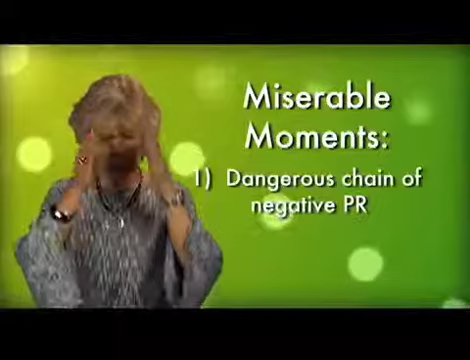 Miserable
Moments:
1) Dangerous chain of
negative PR